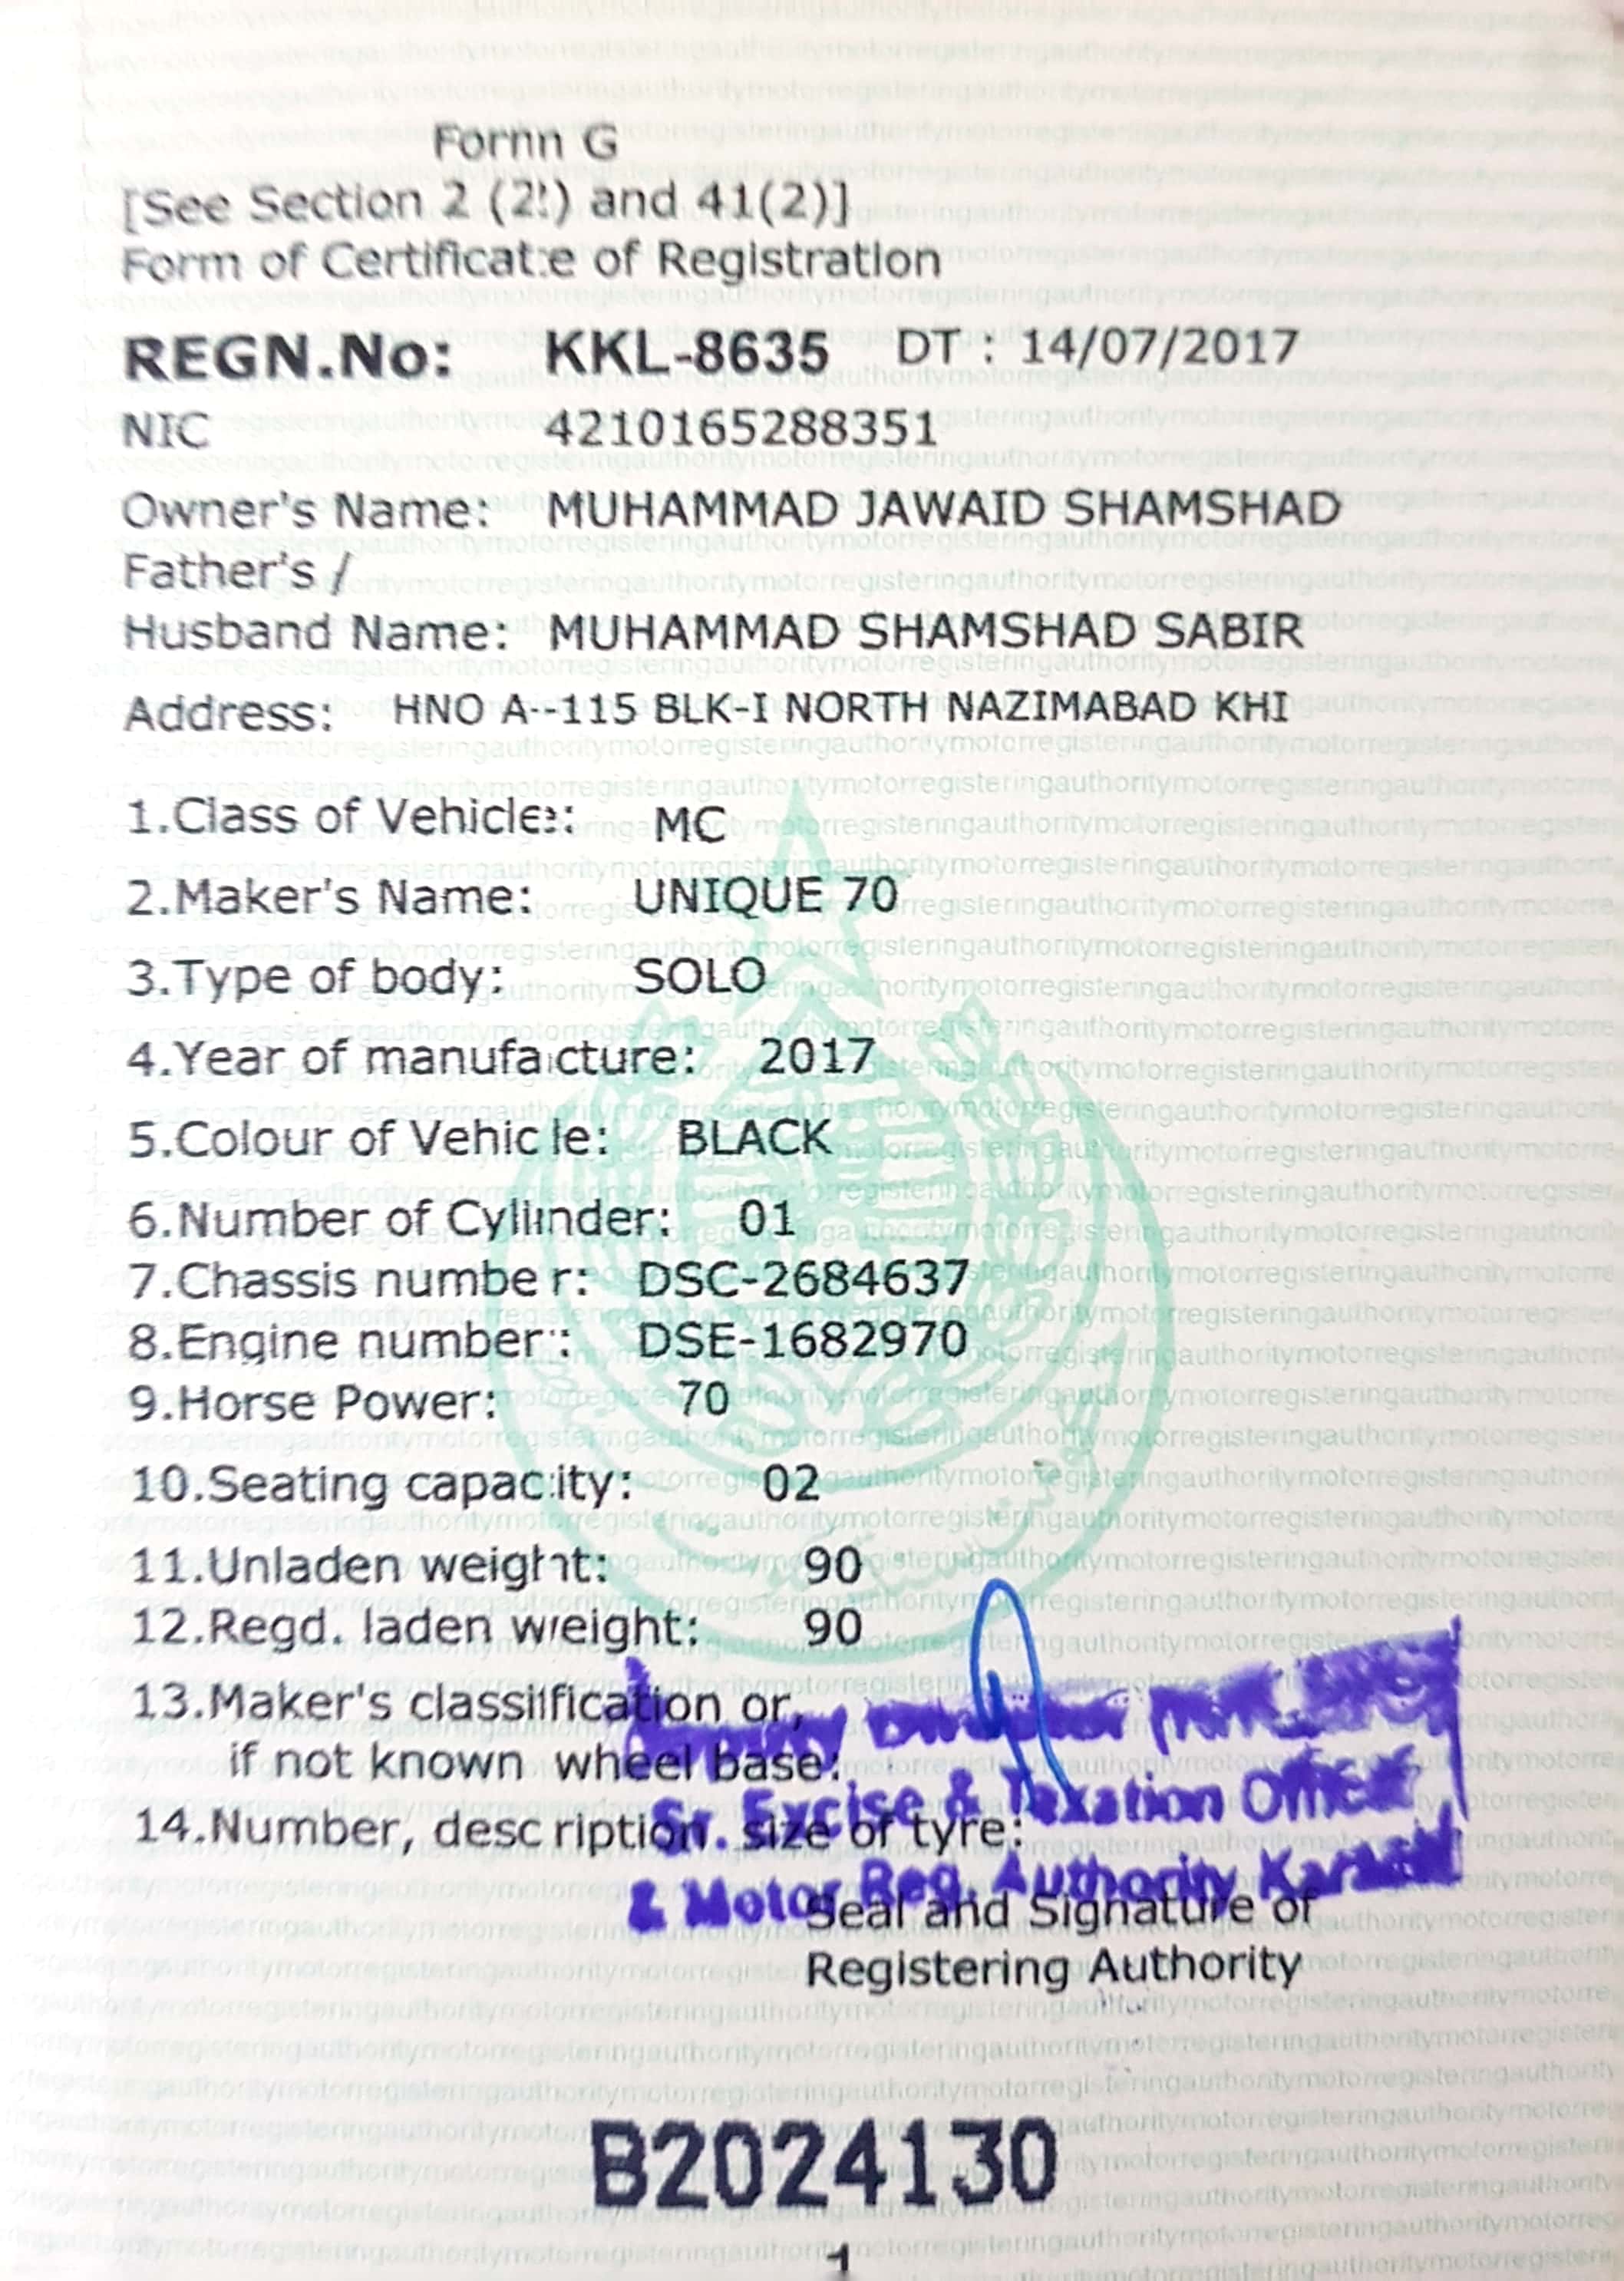 Form G
[See Section 2 (2!) and 41(2)]
Form of Certificate of Registration
REGN.No: KKL-8635 DT : 14/07/2017
NIC 4210165288351
Owner's Name: MUHAMMAD JAWAID SHAMSHAD
Father's /
Husband Name: MUHAMMAD SHAMSHAD SABIR
Address: HNO A--115 BLK-I NORTH NAZIMABAD KHI
1.Class of Vehicle: MC
2.Maker's Name: UNIQUE 70
3.Type of body: SOLO
4.Year of manufacture: 2017
5.Colour of Vehicle: BLACK
6.Number of Cylinder: 01
7.Chassis number: DSC-2684637
8.Engine number: DSE-1682970
9.Horse Power: 70
10.Seating capacity: 02
11.Unladen weight: 90
12.Regd. laden weight: 90
13.Maker's classification or,
if not known wheel base:
Sr. Excise & Taxation Officer
14.Number, description. size of tyre:
& Motor Reg Authority Karachi
Seal and Signature of
Registering Authority
B2024130
1